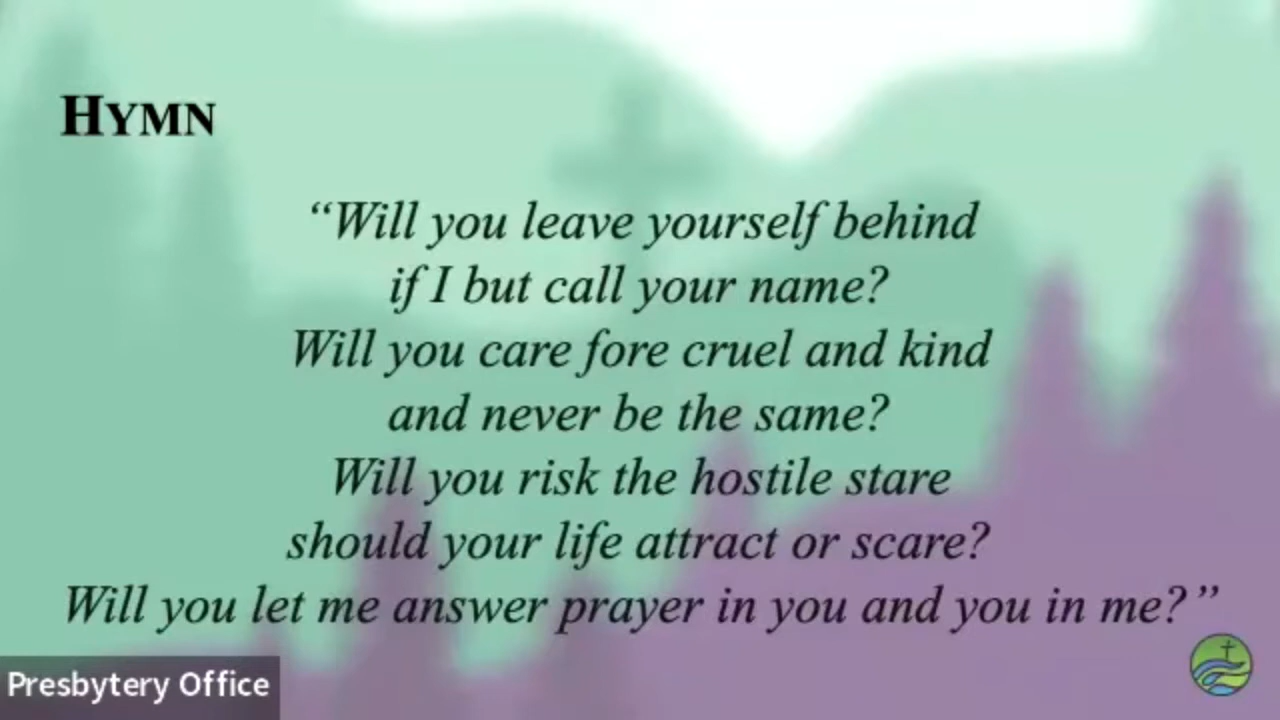 HYMN
“Will you leave yourself behind
if I but call your name?
Will you care fore cruel and kind
and never be the same?
Will you risk the hostile stare
should your life attract or scare?
Will you let me answer prayer in you and you in me?”
Presbytery Office